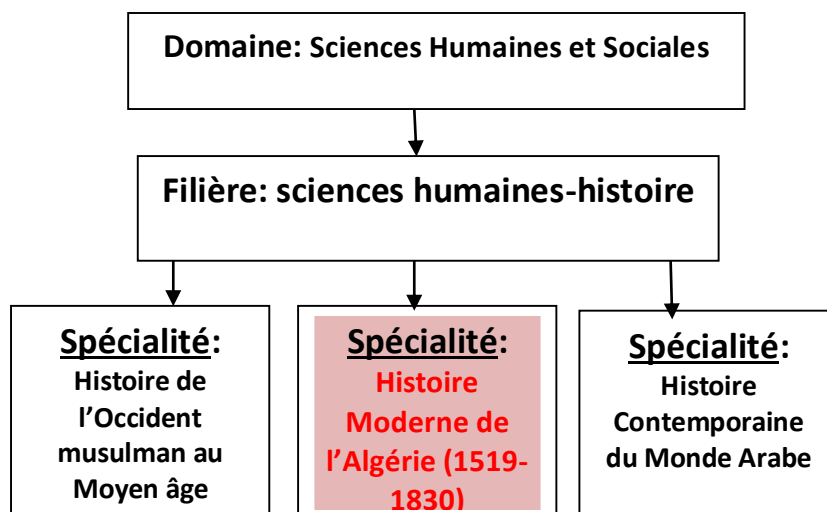 Domaine: Sciences Humaines et Sociales
Filière: sciences humaines-histoire
Spécialité:
Histoire de
l’Occident
musulman au
Moyen âge
Spécialité:
Histoire
Moderne de
l’Algérie (1519-
1830)
Spécialité:
Histoire
Contemporaine
du Monde Arabe